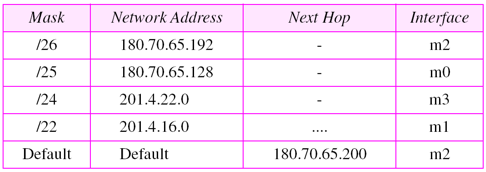 Mask Network Address Next Hop Interface
/26 180.70.65.192 - m2
/25 180.70.65.128 - m0
/24 201.4.22.0 - m3
/22 201.4.16.0 .... m1
Default Default 180.70.65.200 m2